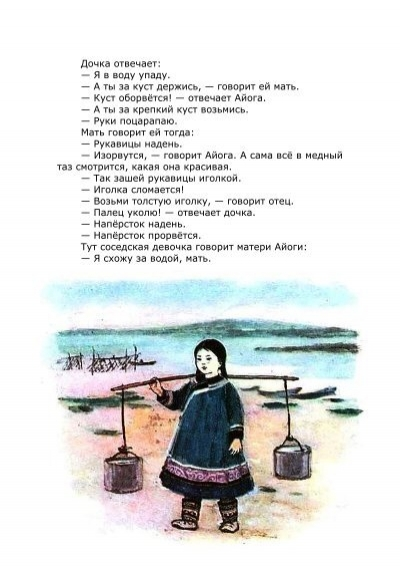 Дочка отвечает:
— Я в воду упаду.
— А ты за куст держись, — говорит ей мать.
— Куст оборвётся! — отвечает Айога.
— А ты за крепкий куст возьмись.
— Руки поцарапаю.
Мать говорит ей тогда:
— Рукавицы надень.
— Изорвутся, — говорит Айога. А сама всё в медный
таз смотрится, какая она красивая.
— Так зашей рукавицы иголкой.
— Иголка сломается!
— Возьми толстую иголку, — говорит отец.
— Палец уколю! — отвечает дочка.
— Напёрсток надень.
— Напёрсток прорвётся.
Тут соседская девочка говорит матери Айоги:
— Я схожу за водой, мать.